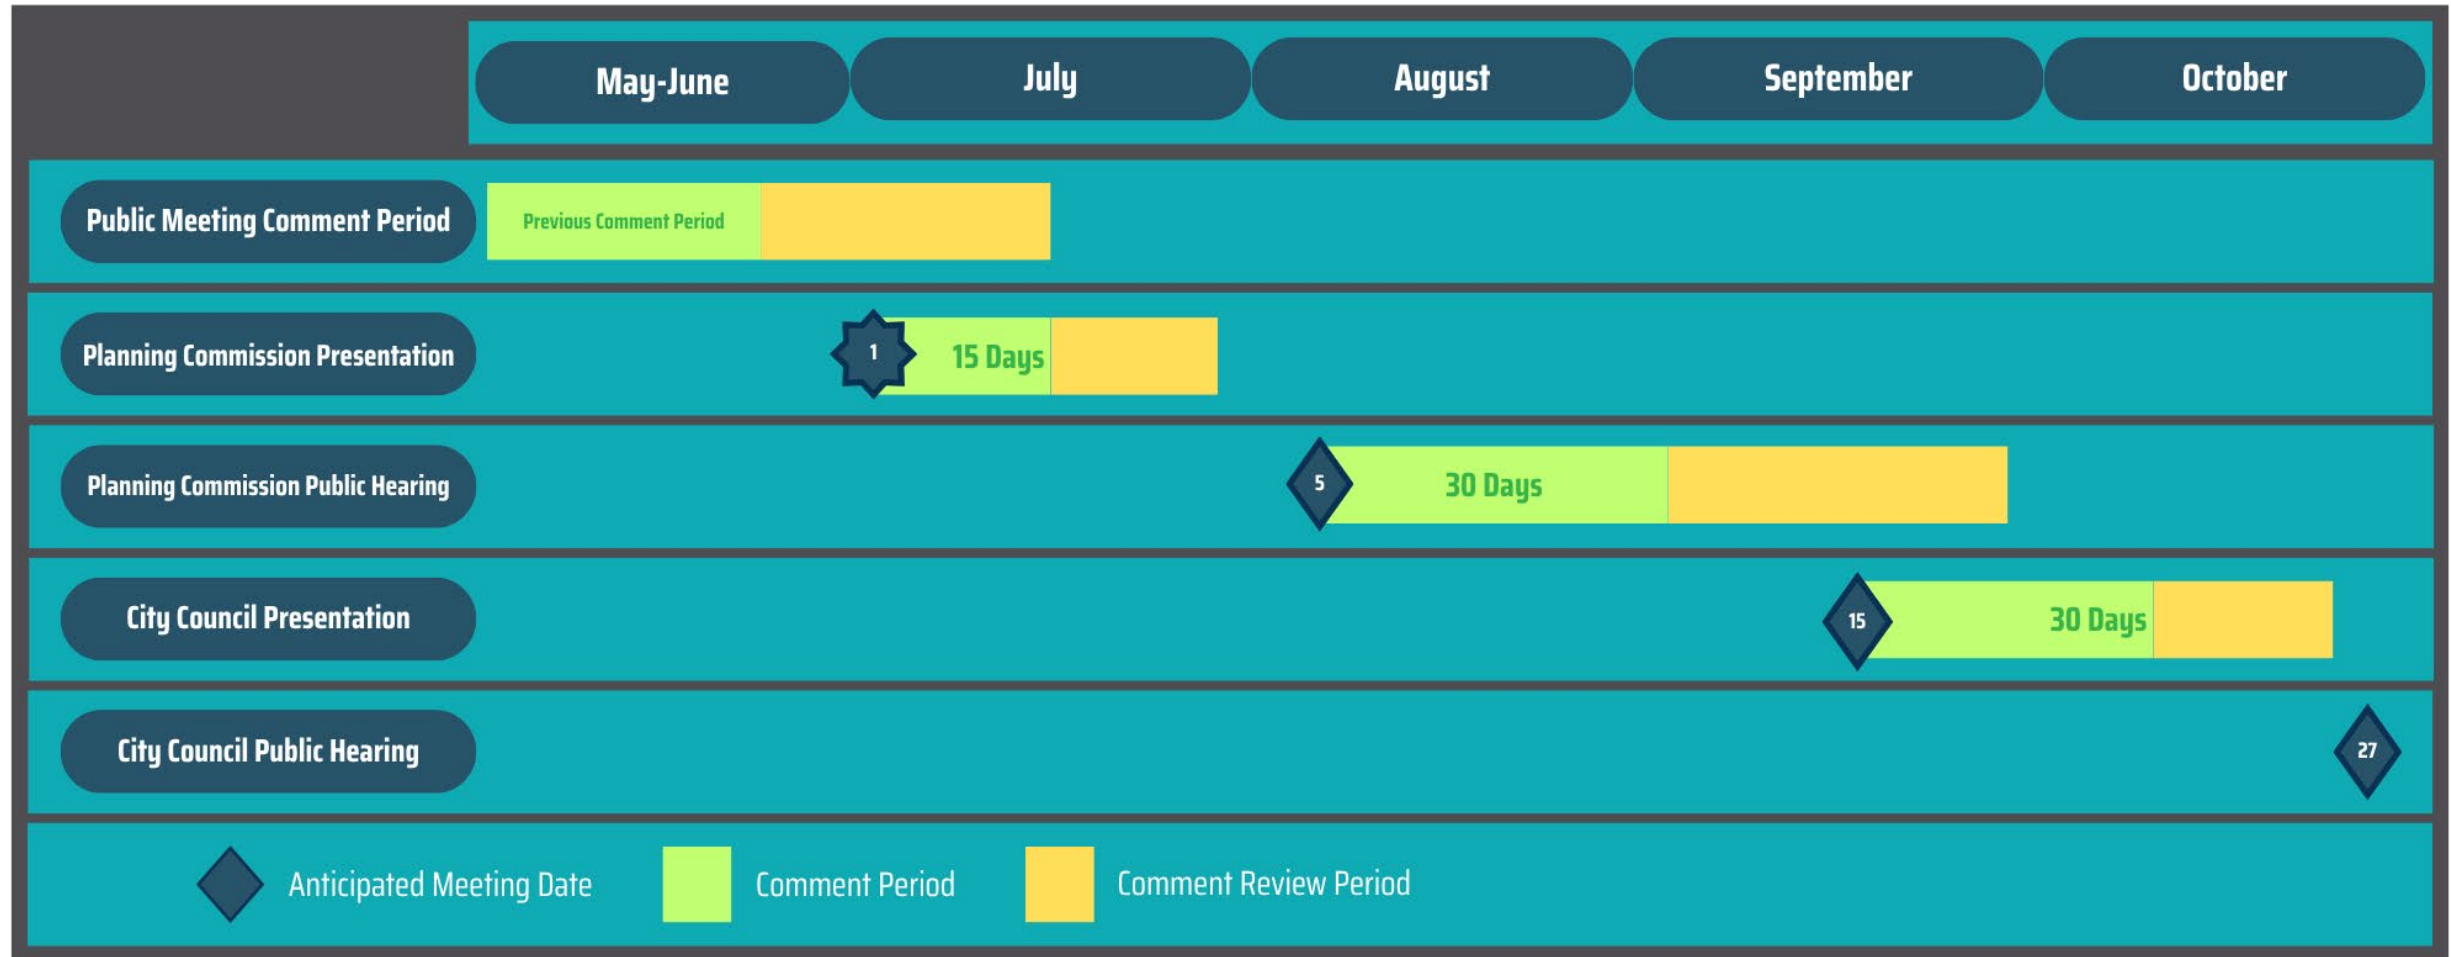 May-June
July
August
September
October
Public Meeting Comment Period
Previous Comment Period
Planning Commission Presentation
1
15 Days
Planning Commission Public Hearing
5
30 Days
City Council Presentation
15
30 Days
City Council Public Hearing
27
Anticipated Meeting Date
Comment Period
Comment Review Period